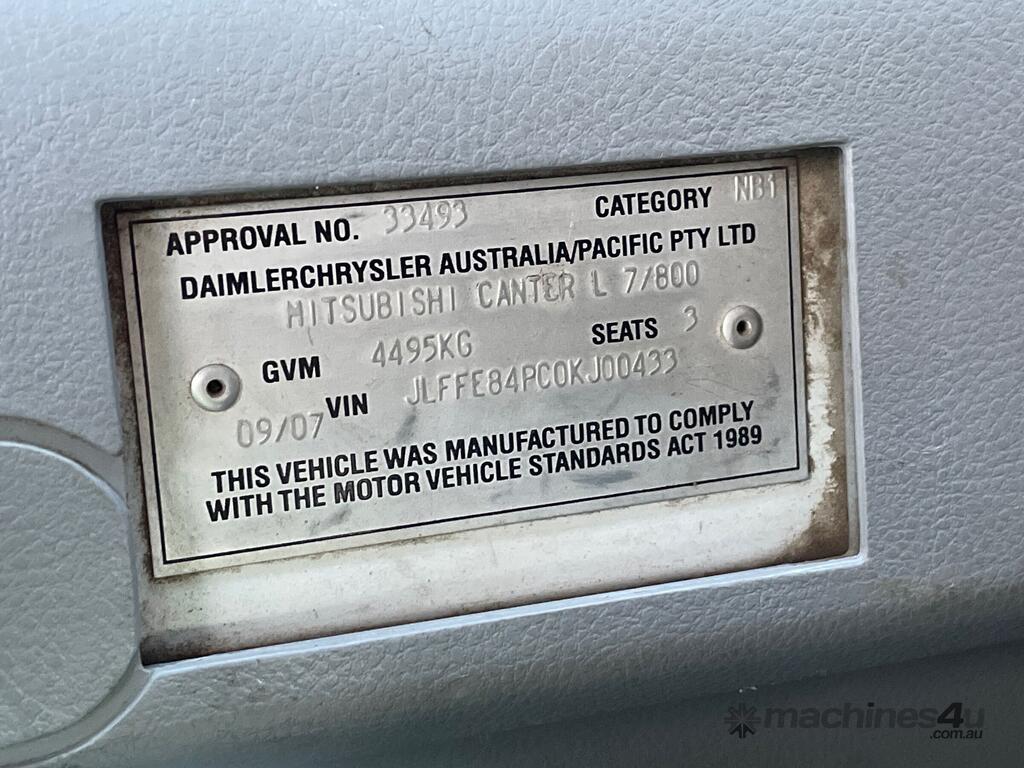 APPROVAL NO. 33493 CATEGORY NB1
DAIMLERCHRYSLER AUSTRALIA/PACIFIC PTY LTD
MITSUBISHI CANTER L 7/800
GVM 4495KG SEATS 3
09/07 VIN JLFFE84PC0KJ00433
THIS VEHICLE WAS MANUFACTURED TO COMPLY
WITH THE MOTOR VEHICLE STANDARDS ACT 1989
machines4u
.com.au